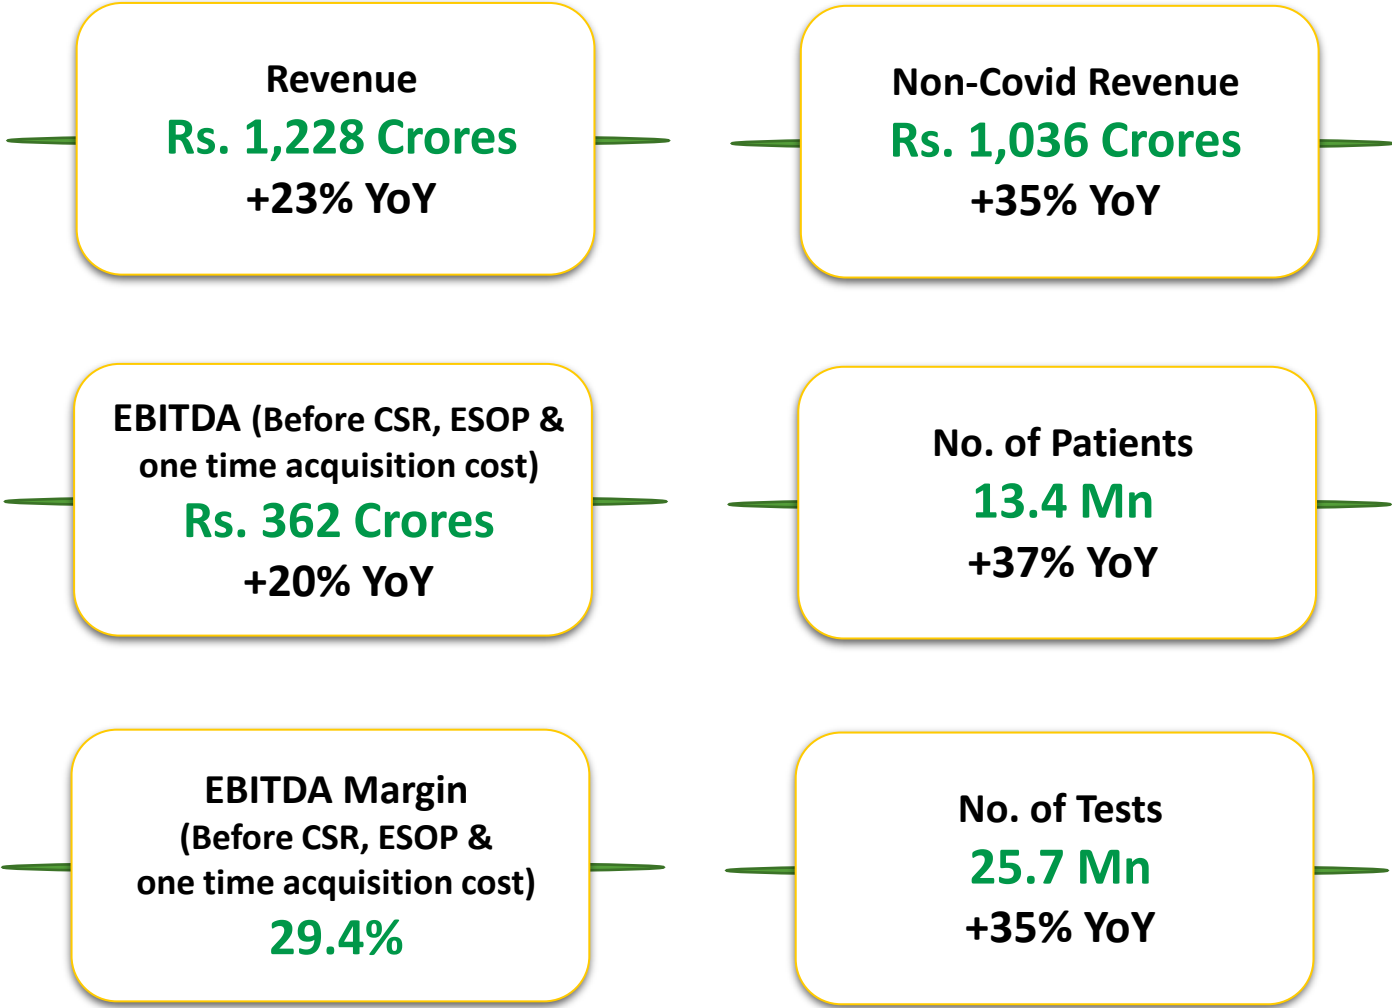 Revenue
Rs. 1,228 Crores
+23% YoY
Non-Covid Revenue
Rs. 1,036 Crores
+35% YoY
EBITDA (Before CSR, ESOP &
one time acquisition cost)
Rs. 362 Crores
+20% YoY
No. of Patients
13.4 Mn
+37% YoY
EBITDA Margin
(Before CSR, ESOP &
one time acquisition cost)
29.4%
No. of Tests
25.7 Mn
+35% YoY